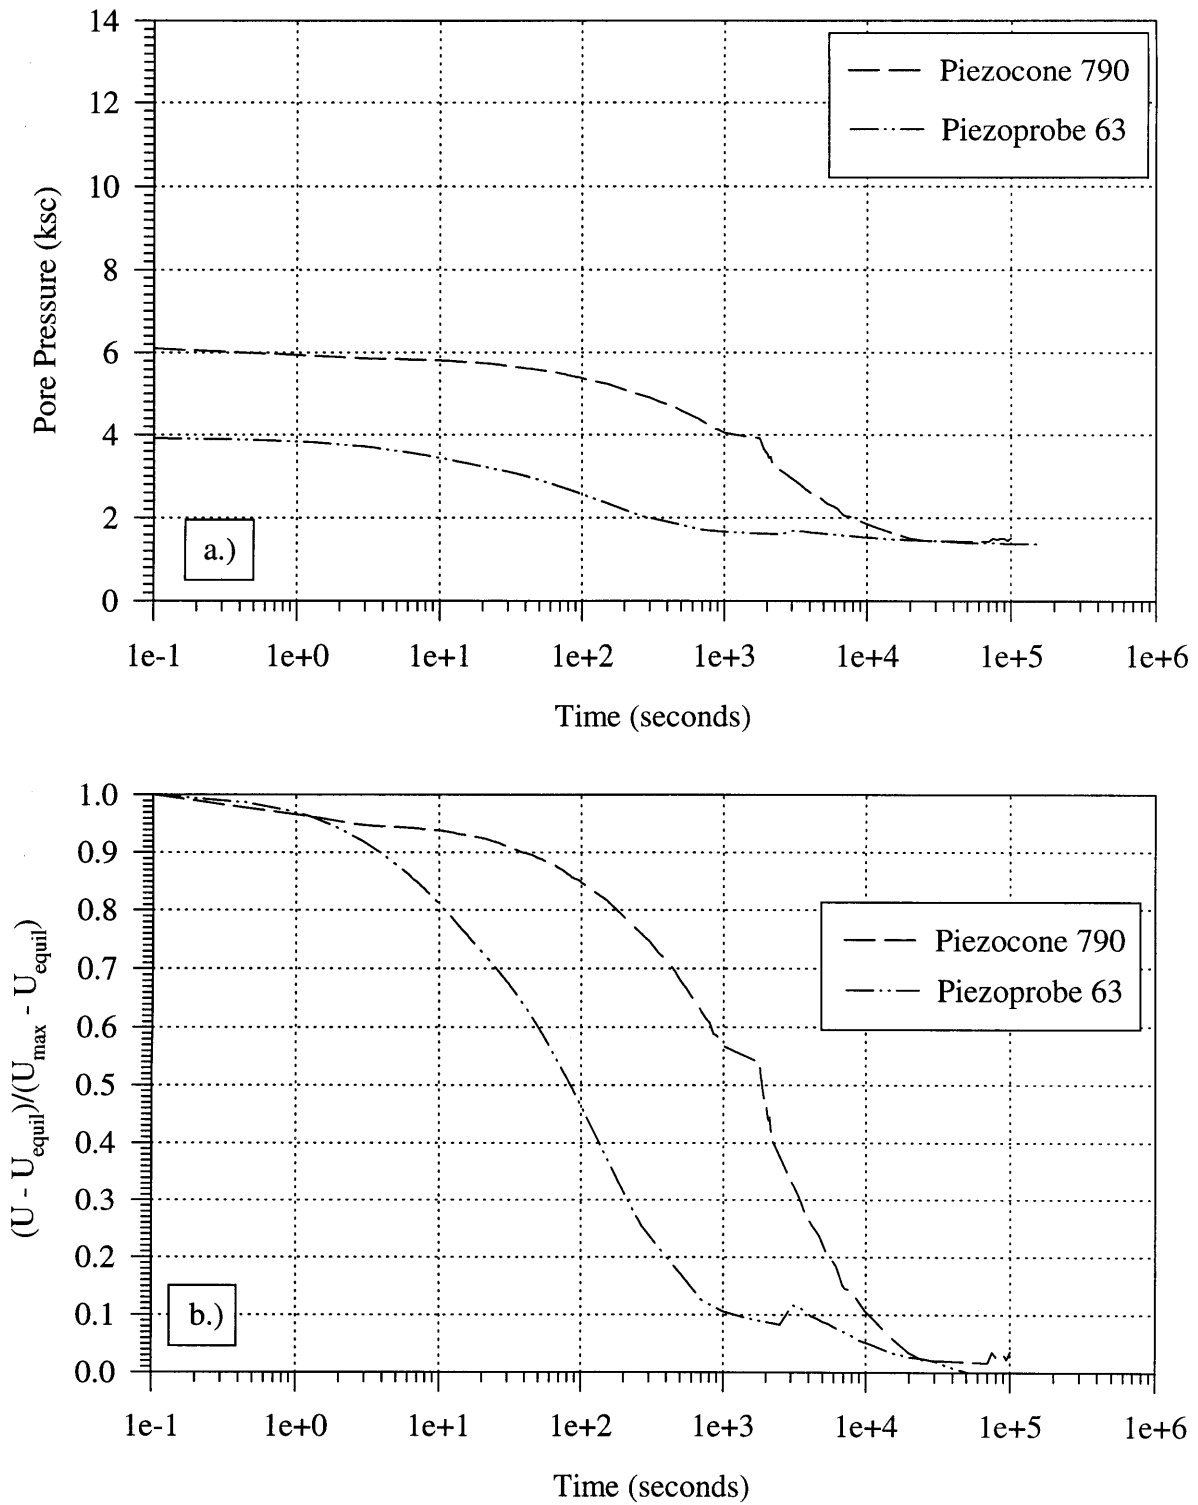 14
12
10
8
6
4
2
0
Pore Pressure (ksc)
Piezocone 790
Piezoprobe 63
a.)
1e-1 1e+0 1e+1 1e+2 1e+3 1e+4 1e+5 1e+6
Time (seconds)
1.0
0.9
0.8
0.7
0.6
0.5
0.4
0.3
0.2
0.1
0.0
(U - Uequil)/(Umax - Uequil)
Piezocone 790
Piezoprobe 63
b.)
1e-1 1e+0 1e+1 1e+2 1e+3 1e+4 1e+5 1e+6
Time (seconds)